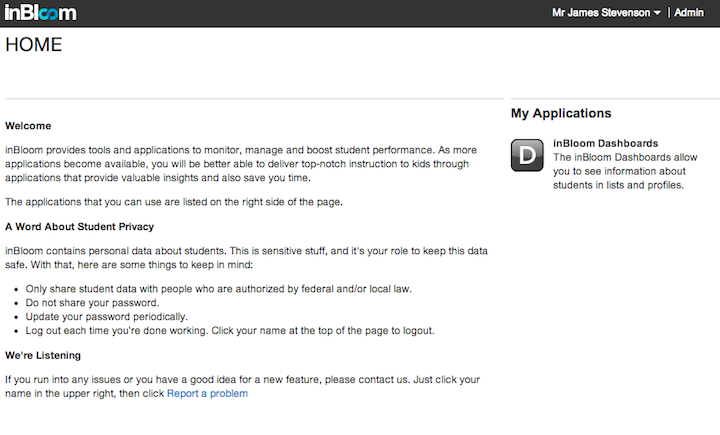 inBloom
Mr James Stevenson | Admin
HOME
Welcome
inBloom provides tools and applications to monitor, manage and boost student performance. As more
applications become available, you will be better able to deliver top-notch instruction to kids through
applications that provide valuable insights and also save you time.
The applications that you can use are listed on the right side of the page.
A Word About Student Privacy
inBloom contains personal data about students. This is sensitive stuff, and it's your role to keep this data
safe. With that, here are some things to keep in mind:
• Only share student data with people who are authorized by federal and/or local law.
• Do not share your password.
• Update your password periodically.
• Log out each time you're done working. Click your name at the top of the page to logout.
We're Listening
If you run into any issues or you have a good idea for a new feature, please contact us. Just click your
name in the upper right, then click Report a problem
My Applications
D
inBloom Dashboards
The inBloom Dashboards allow
you to see information about
students in lists and profiles.